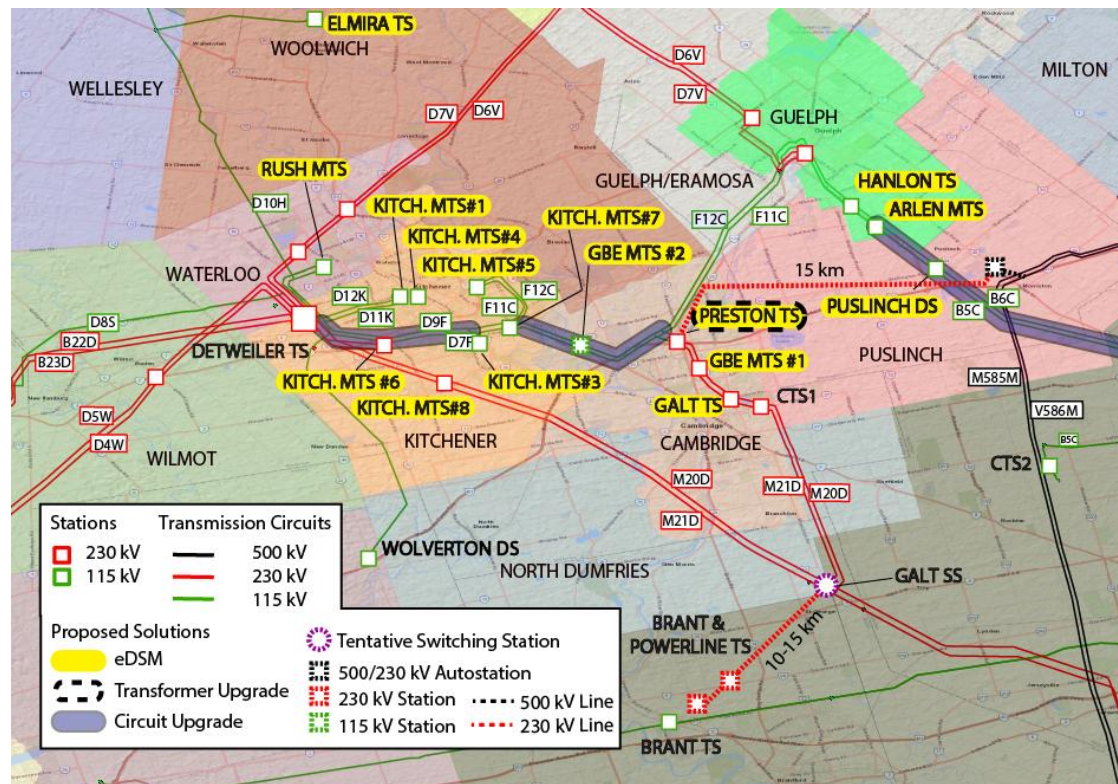 ELMIRA TS
WOOLWICH
WELLESLEY
D6V
MILTON
D7V
D7V
D6V
GUELPH
RUSH MTS
GUELPH/ERAMOSA
HANLON TS
D10H
KITCH. MTS#1
KITCH. MTS#7
ARLEN MTS
KITCH. MTS#4
F12C
F11C
KITCH. MTS#5
GBE MTS #2
WATERLOO
15 km
D12K
F12C
F11C
PUSLINCH DS
B6C
D11K
PRESTON TS
B5C
D8S
D9F
B22D
DETWEILER TS
D7F
B23D
GBE MTS #1
PUSLINCH
KITCH. MTS #6
KITCH. MTS#3
M585M
D5W
KITCH. MTS#8
GALT TS
CTS1
V586M
D4W
KITCHENER
CAMBRIDGE
B5C
WILMOT
CTS2
M20D
M21D
M20D
M21D
WOLVERTON DS
NORTH DUMFRIES
GALT SS
BRANT &
POWERLINE TS
10-15 km
BRANT TS
Stations
Transmission Circuits
230 kV
115 kV
500 kV
230 kV
115 kV
Proposed Solutions
eDSM
Transformer Upgrade
Circuit Upgrade
Tentative Switching Station
500/230 kV Autostation
230 kV Station
500 kV Line
115 kV Station
230 kV Line